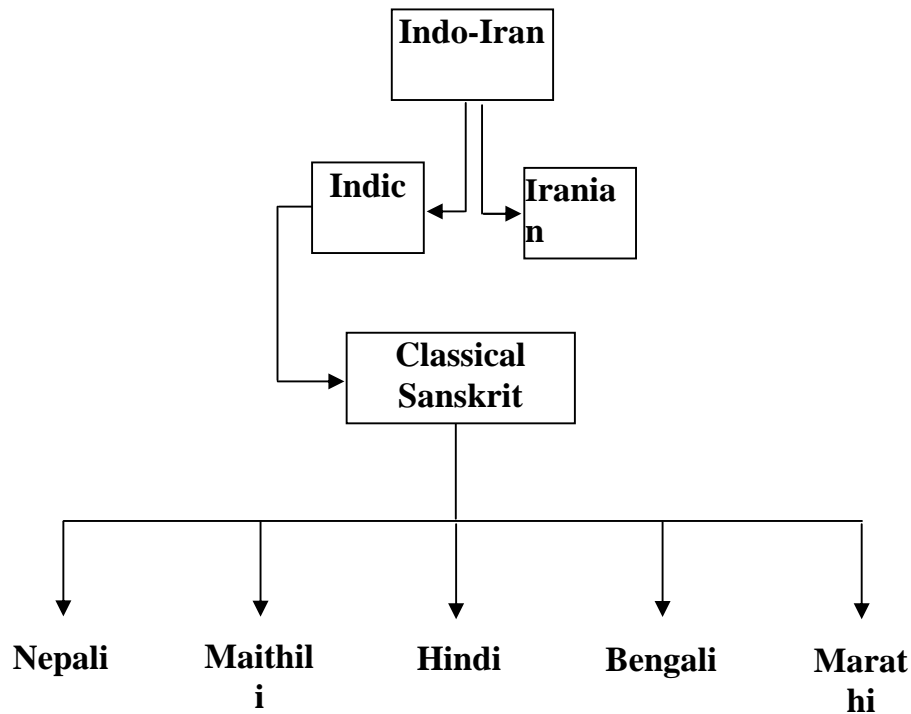 Indo-Iran
Indic
Irania
n
Classical
Sanskrit
Nepali
Maithil
i
Hindi
Bengali
Marat
hi